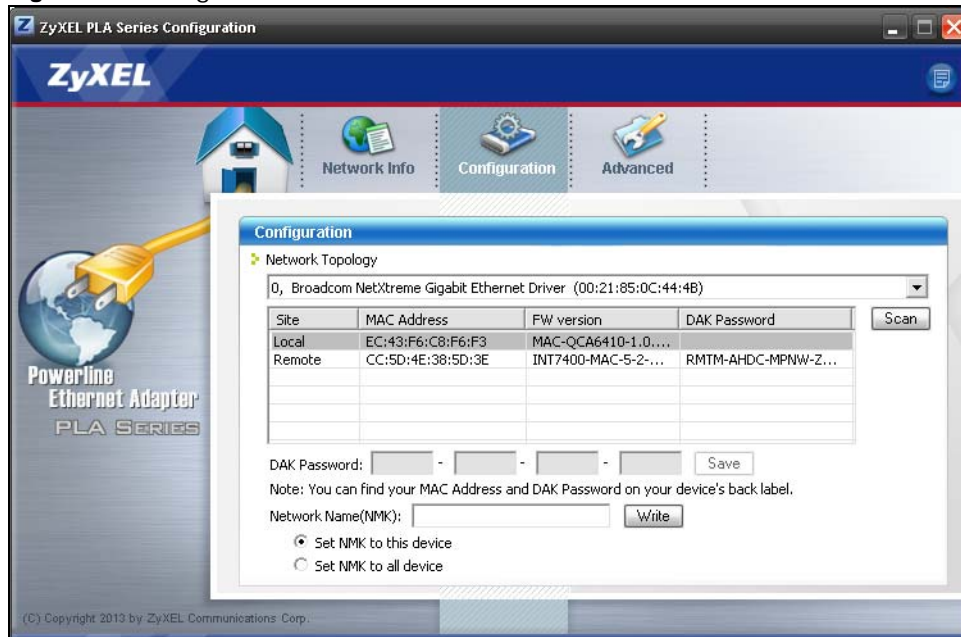 ZyXEL PLA Series Configuration
ZyXEL
Network Info
Configuration
Advanced
Configuration
Network Topology
0, Broadcom NetXtreme Gigabit Ethernet Driver (00:21:85:0C:44:4B)
Scan
Site MAC Address FW version DAK Password
Local EC:43:F6:C8:F6:F3 MAC-QCA6410-1.0....
Remote CC:5D:4E:38:5D:3E INT7400-MAC-5-2-... RMTM-AHDC-MPNW-Z...
Powerline
Ethernet Adapter
PLA SERIES
DAK Password: - - - Save
Note: You can find your MAC Address and DAK Password on your device's back label.
Network Name(NMK): Write
Set NMK to this device
Set NMK to all device
(C) Copyright 2013 by ZyXEL Communications Corp.